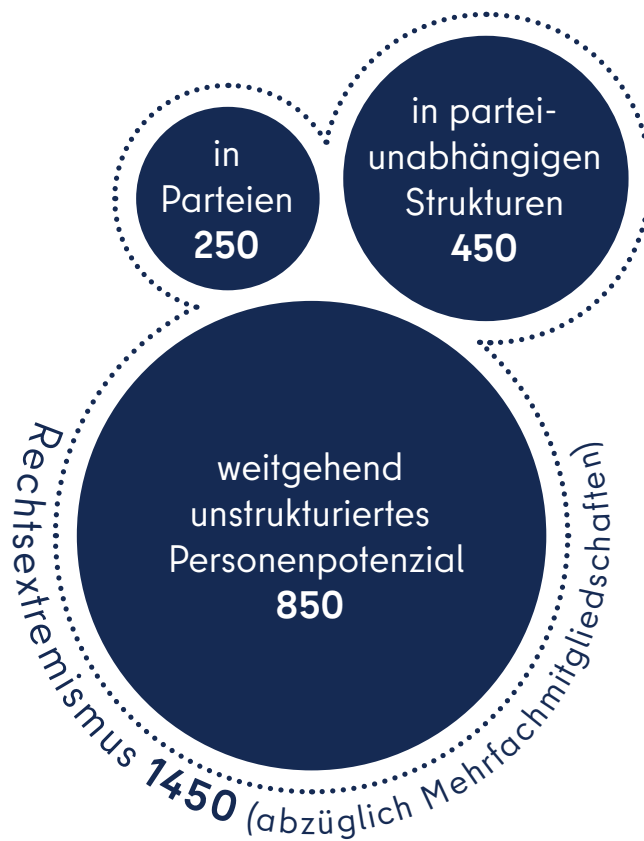 in
Parteien
250
in partei-
unabhängigen
Strukturen
450
weitgehend
unstrukturiertes
Personenpotenzial
850
Rechtsextremismus 1450 (abzüglich Mehrfachmitgliedschaften)